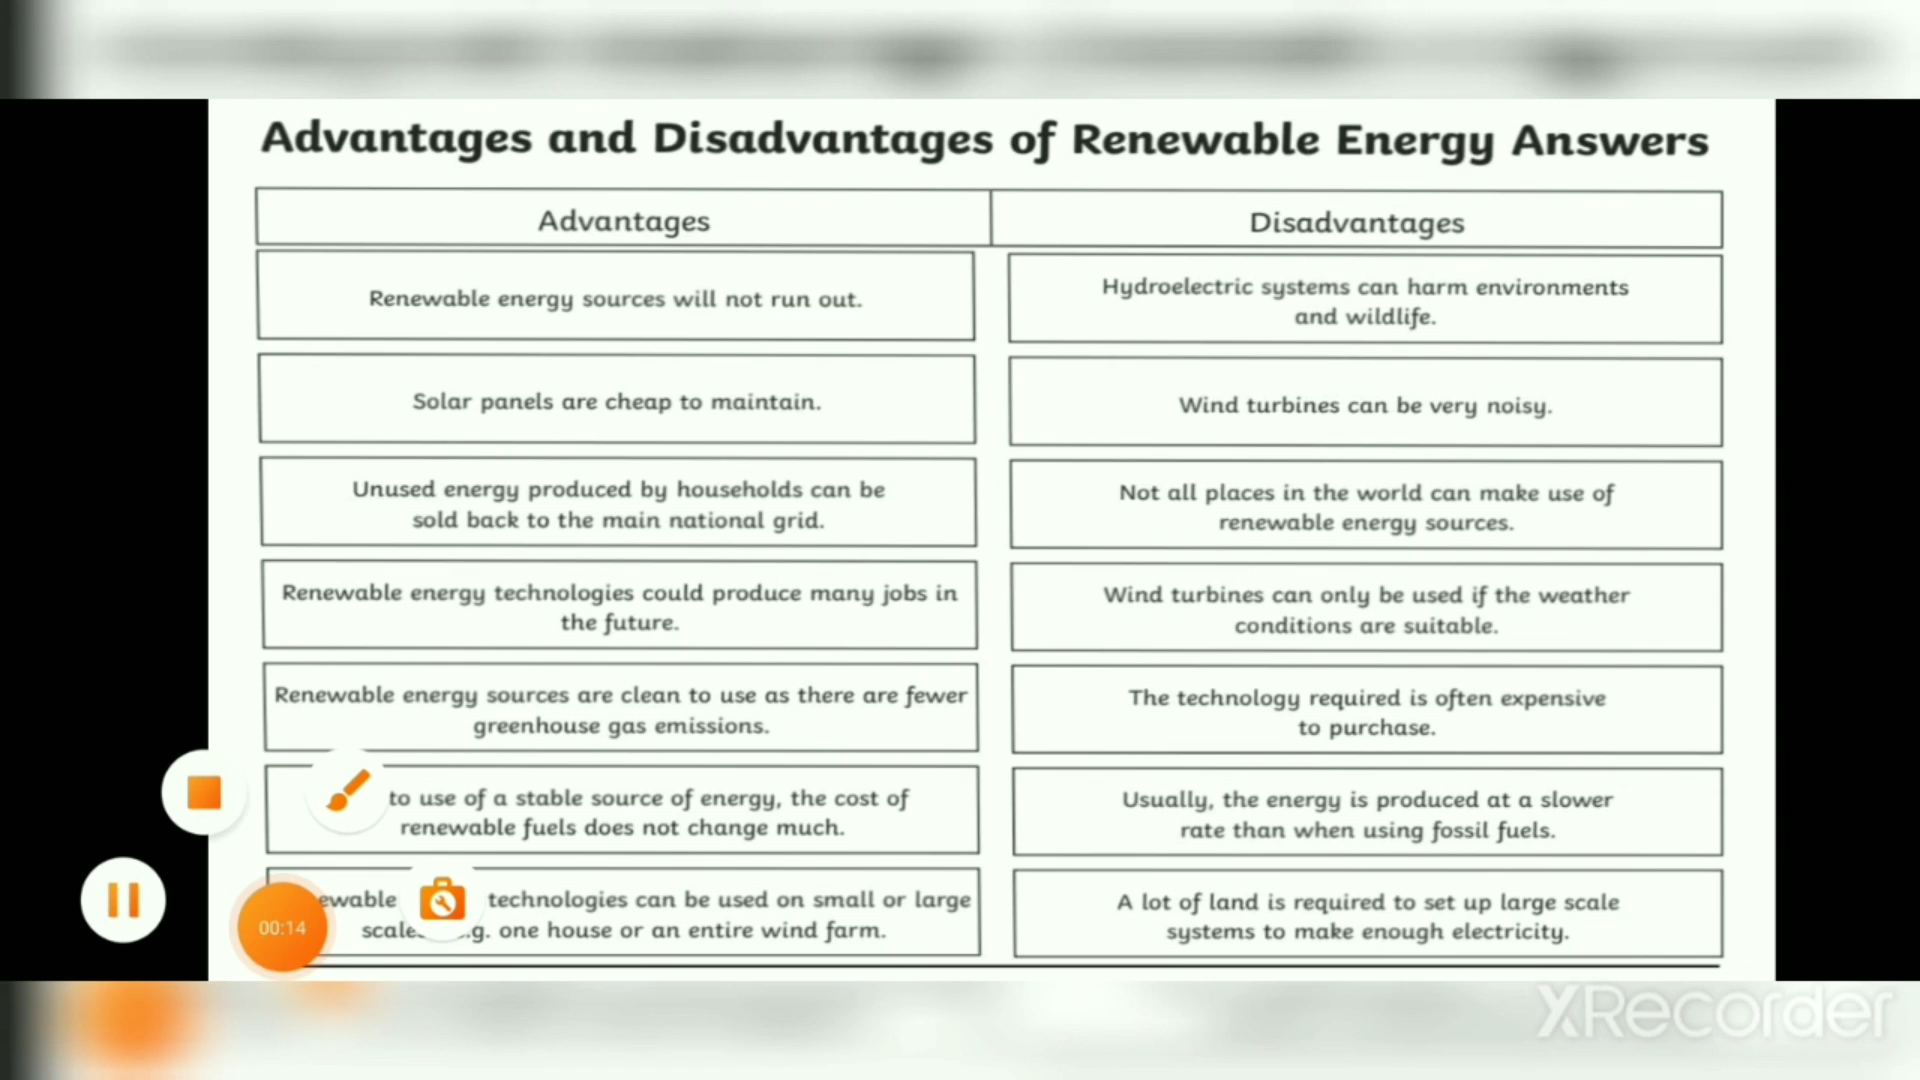 Advantages and Disadvantages of Renewable Energy Answers
Advantages
Disadvantages
Renewable energy sources will not run out.
Hydroelectric systems can harm environments
and wildlife.
Solar panels are cheap to maintain.
Wind turbines can be very noisy.
Unused energy produced by households can be
sold back to the main national grid.
Not all places in the world can make use of
renewable energy sources.
Renewable energy technologies could produce many jobs in
the future.
Wind turbines can only be used if the weather
conditions are suitable.
Renewable energy sources are clean to use as there are fewer
greenhouse gas emissions.
The technology required is often expensive
to purchase.
to use of a stable source of energy, the cost of
renewable fuels does not change much.
Usually, the energy is produced at a slower
rate than when using fossil fuels.
technologies can be used on small or large
one house or an entire wind farm.
A lot of land is required to set up large scale
systems to make enough electricity.
00:14
XRecorder